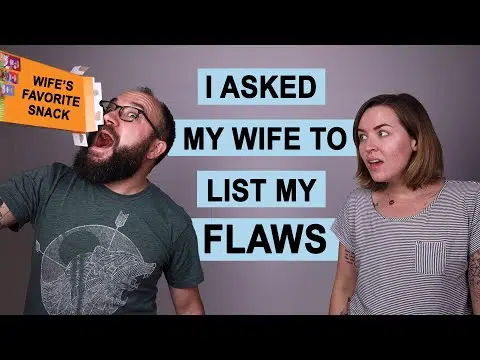 WIFE'S
FAVORITE
SNACK
I ASKED
MY WIFE TO
LIST MY
FLAWS